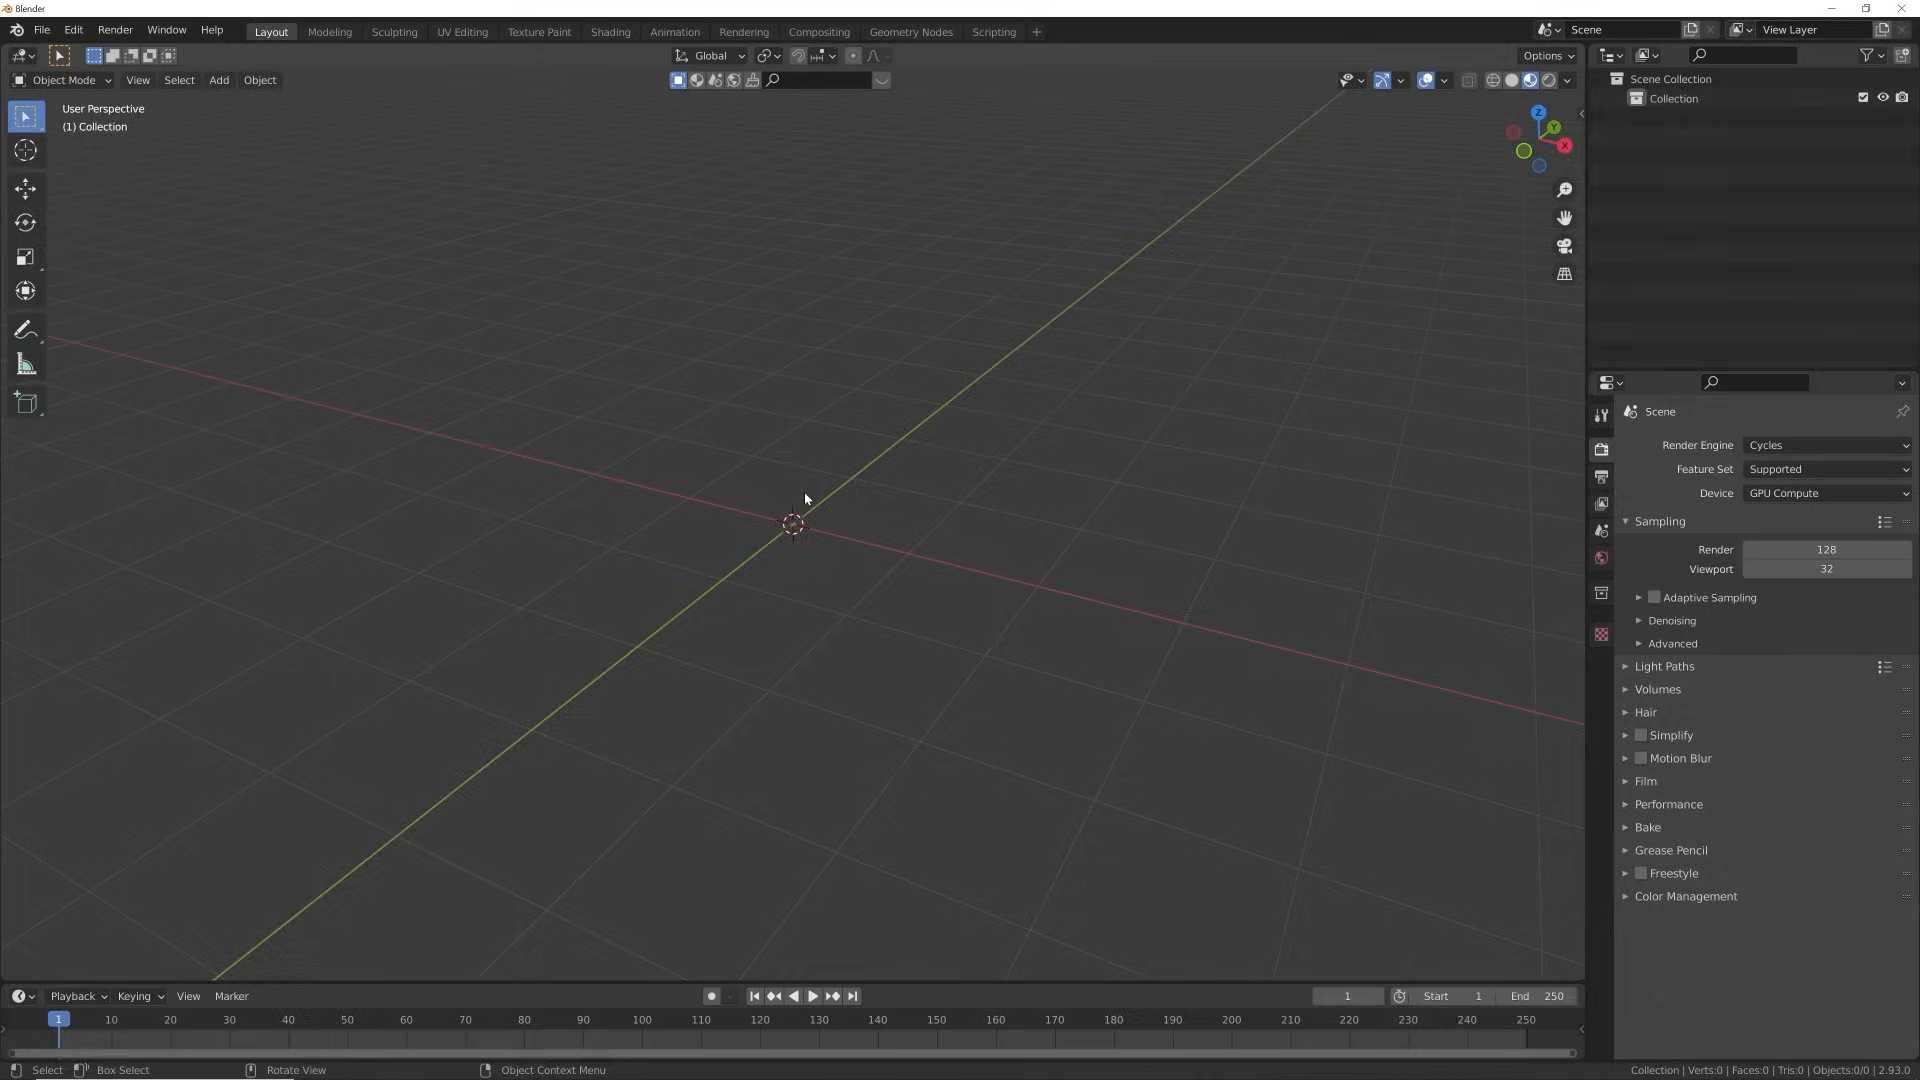 Blender
File Edit Render Window Help Layout Modeling Sculpting UV Editing Texture Paint Shading Animation Rendering Compositing Geometry Nodes Scripting + Scene View Layer
Global Options
Object Mode View Select Add Object
User Perspective
(1) Collection
Z
Y
X
Scene Collection
Collection
Scene
Render Engine Cycles
Feature Set Supported
Device GPU Compute
Sampling
Render 128
Viewport 32
Adaptive Sampling
Denoising
Advanced
Light Paths
Volumes
Hair
Simplify
Motion Blur
Film
Performance
Bake
Grease Pencil
Freestyle
Color Management
Playback Keying View Marker 1 Start 1 End 250
1 10 20 30 40 50 60 70 80 90 100 110 120 130 140 150 160 170 180 190 200 210 220 230 240 250
Select Box Select Rotate View Object Context Menu Collection | Verts:0 | Faces:0 | Tris:0 | Objects:0/0 | 2.93.0